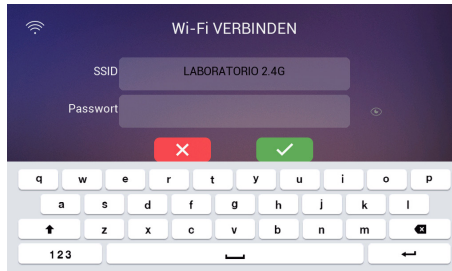 Wi-Fi VERBINDEN
SSID LABORATORIO 2.4G
Passwort
q w e r t y u i o p
a s d f g h j k l
z x c v b n m
123